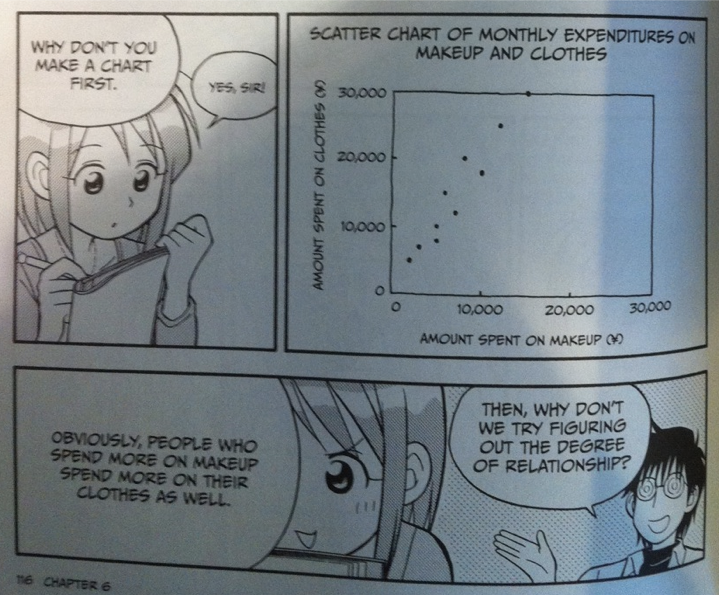 WHY DON'T YOU
MAKE A CHART
FIRST.
YES, SIR!
SCATTER CHART OF MONTHLY EXPENDITURES ON
MAKEUP AND CLOTHES
AMOUNT SPENT ON CLOTHES (¥)
30,000
20,000
10,000
0
0 10,000 20,000 30,000
AMOUNT SPENT ON MAKEUP (¥)
OBVIOUSLY, PEOPLE WHO
SPEND MORE ON MAKEUP
SPEND MORE ON THEIR
CLOTHES AS WELL.
THEN, WHY DON'T
WE TRY FIGURING
OUT THE DEGREE
OF RELATIONSHIP?
116 CHAPTER 6